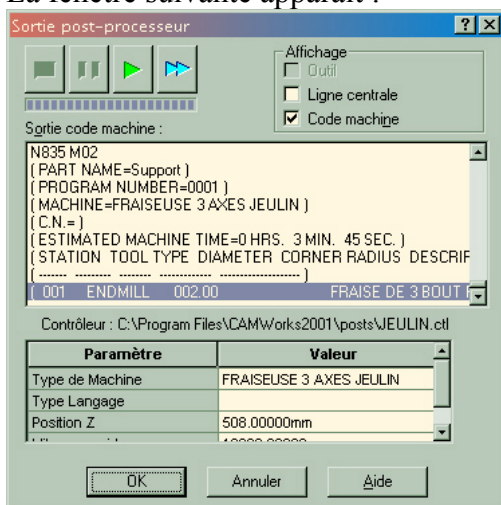 La fenêtre suivante apparaît :
Sortie post-processeur
Affichage
Outil
Ligne centrale
Code machine
Sortie code machine :
N835 M02
( PART NAME=Support )
( PROGRAM NUMBER=0001 )
( MACHINE=FRAISEUSE 3 AXES JEULIN )
( C.N.= )
( ESTIMATED MACHINE TIME=0 HRS. 3 MIN. 45 SEC. )
( STATION TOOL TYPE DIAMETER CORNER RADIUS DESCRIF
( ------- --------- -------- ------------- -------------------- )
( 001 ENDMILL 002.00 FRAISE DE 3 BOUT
Contrôleur : C:\Program Files\CAMWorks2001\posts\JEULIN.ctl
Paramètre Valeur
Type de Machine FRAISEUSE 3 AXES JEULIN
Type Langage
Position Z 508.00000mm
OK Annuler Aide